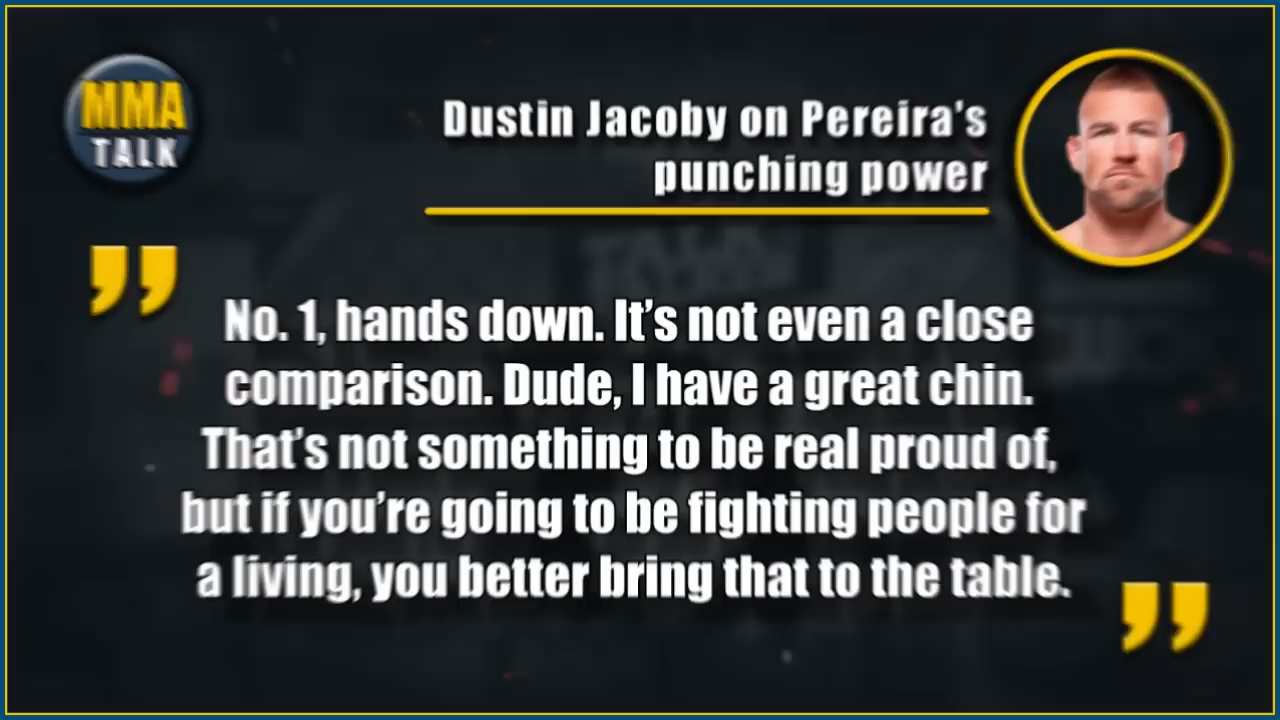 MMA
TALK
Dustin Jacoby on Pereira's
punching power
No. 1, hands down. It’s not even a close
comparison. Dude, I have a great chin.
That’s not something to be real proud of,
but if you’re going to be fighting people for
a living, you better bring that to the table.